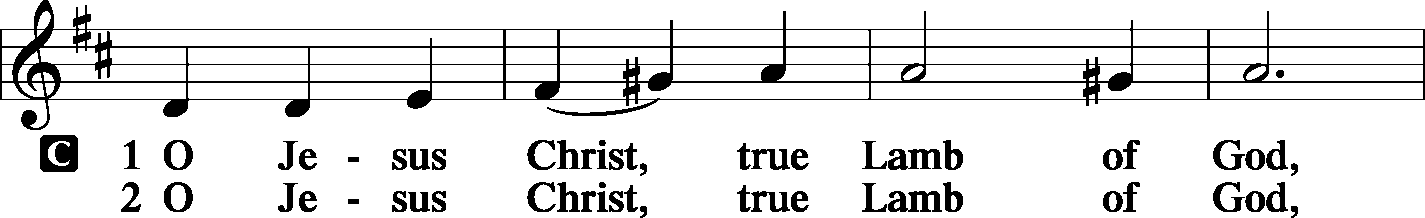 C 1 O Je - sus Christ, true Lamb of God,
2 O Je - sus Christ, true Lamb of God,